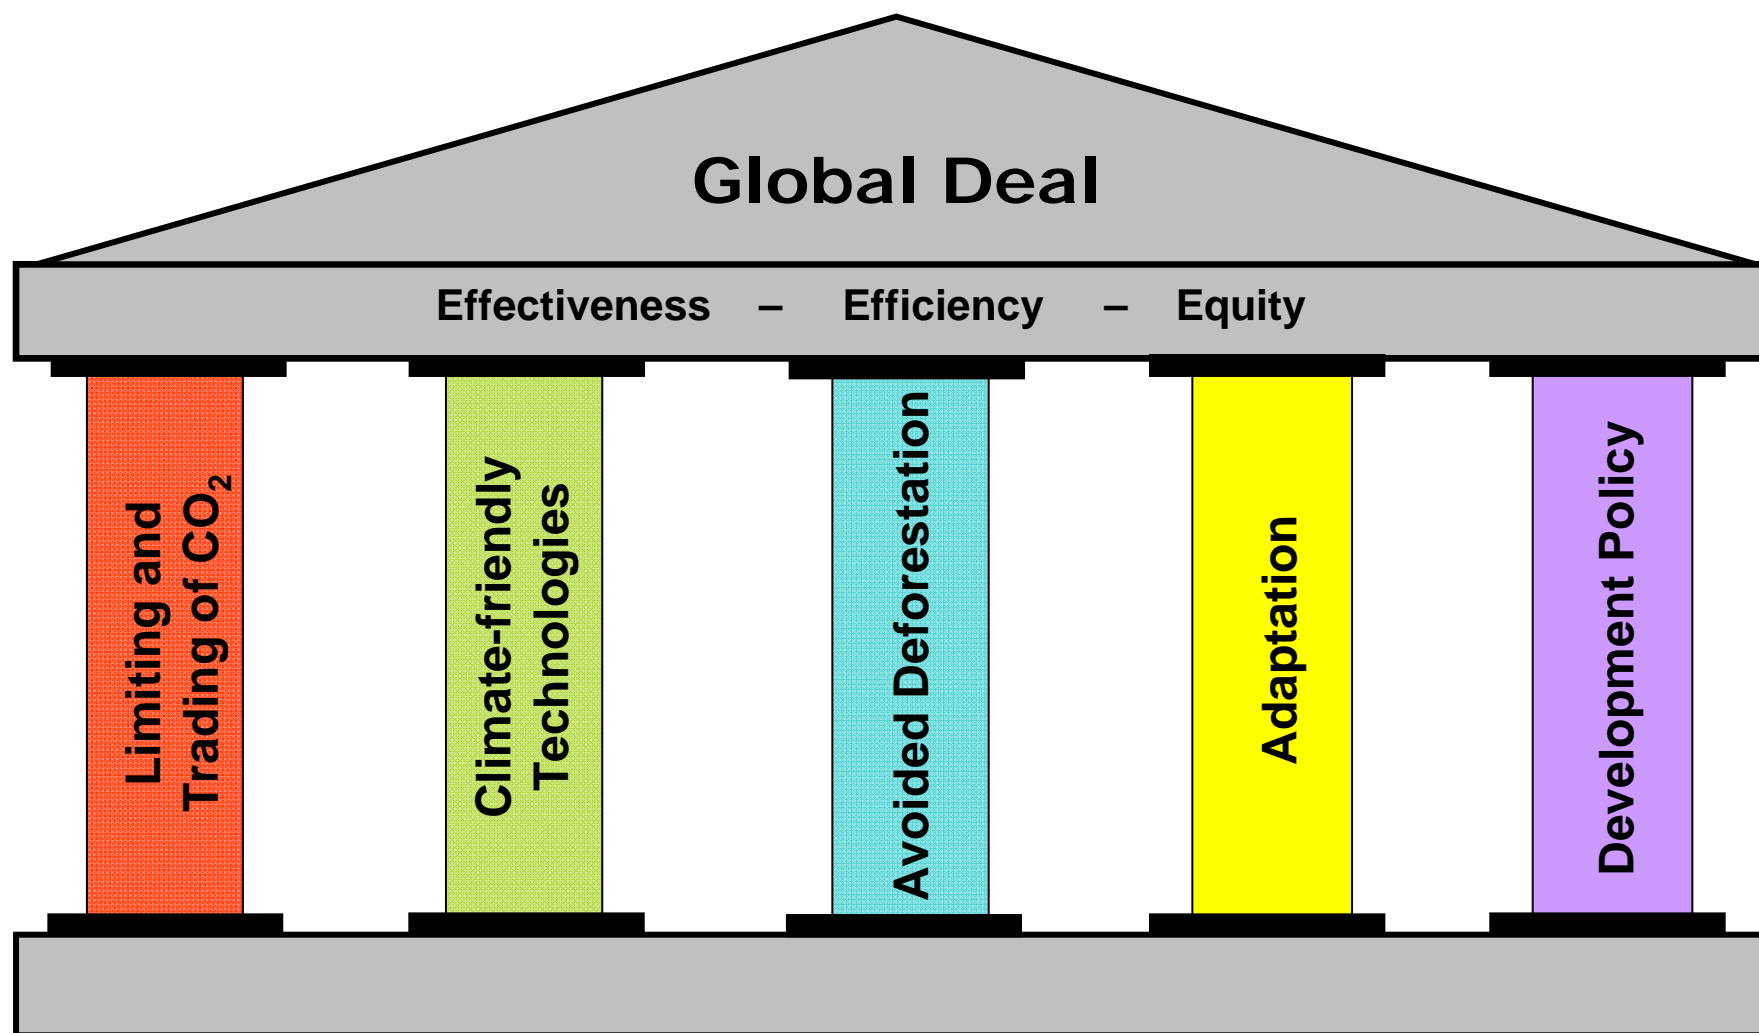 Global Deal
Effectiveness – Efficiency – Equity
Limiting and
Trading of CO₂
Climate-friendly
Technologies
Avoided Deforestation
Adaptation
Development Policy